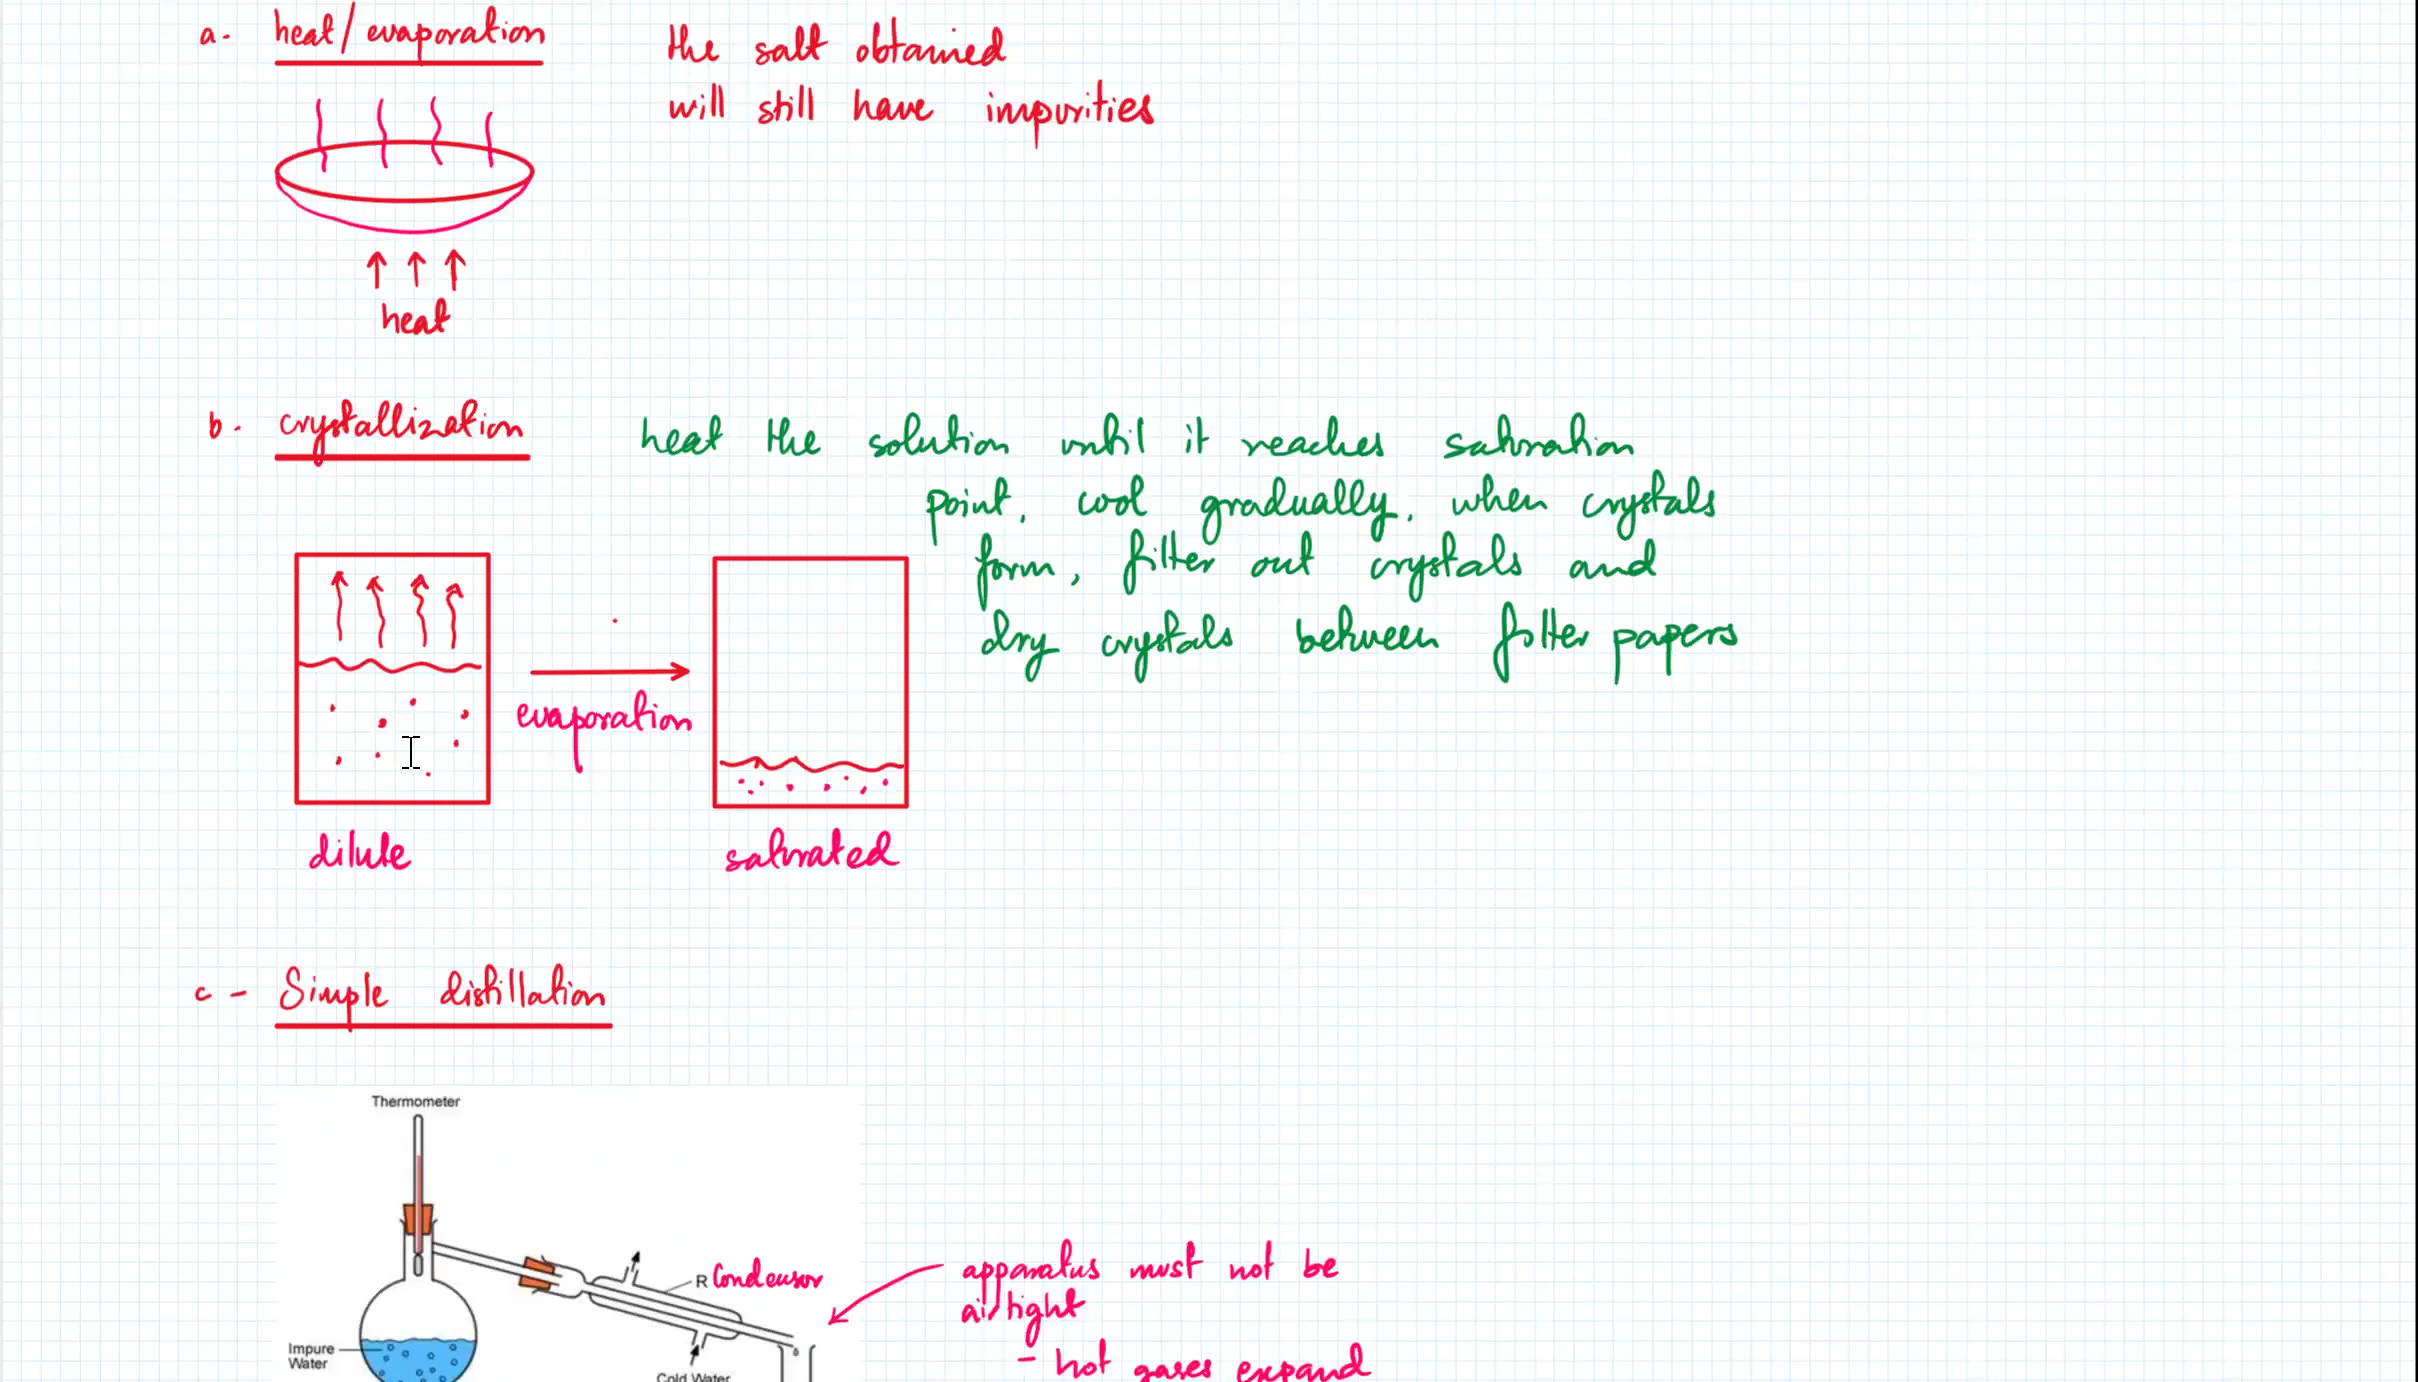 a. heat/evaporation
the salt obtained
will still have impurities
heat
b. crystallization
heat the solution until it reaches saturation
point, cool gradually, when crystals
form, filter out crystals and
dry crystals between filter papers
evaporation
dilute
saturated
c - Simple distillation
Thermometer
R Condensor
apparatus must not be
airtight
- hot gases expand
Impure
Water
Cold Water